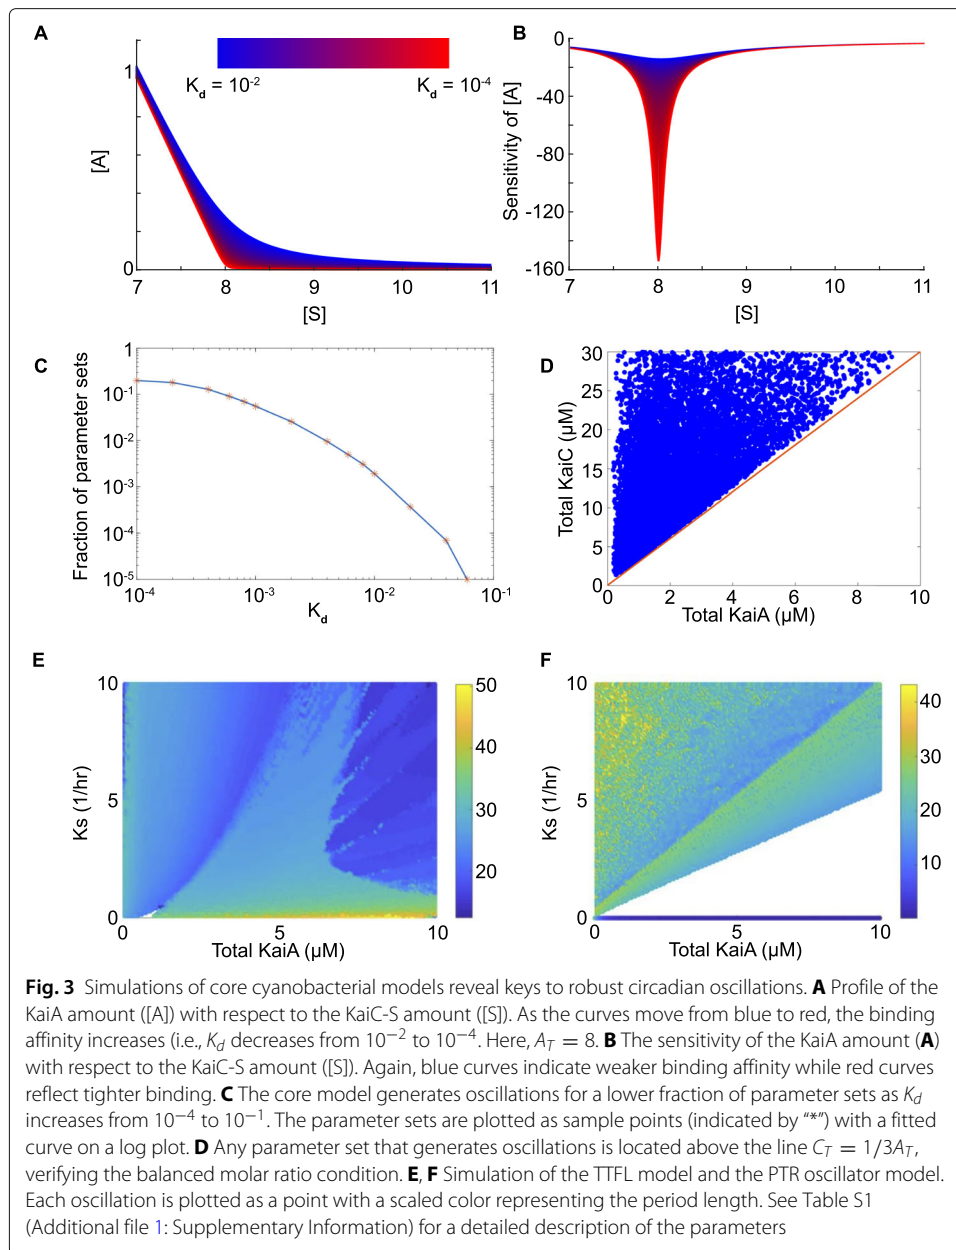 A
K_d = 10^-2
K_d = 10^-4
1
[A]
0
7 8 9 10 11
[S]
B
0
-40
-80
-120
-160
Sensitivity of [A]
7 8 9 10 11
[S]
C
1
10^-1
10^-2
10^-3
10^-4
10^-5
Fraction of parameter sets
10^-4 10^-3 10^-2 10^-1
K_d
D
30
25
20
15
10
5
0
Total KaiC (µM)
0 2 4 6 8 10
Total KaiA (µM)
E
10
5
0
Ks (1/hr)
0 5 10
Total KaiA (µM)
50
40
30
20
F
10
5
0
Ks (1/hr)
0 5 10
Total KaiA (µM)
40
30
20
10
Fig. 3 Simulations of core cyanobacterial models reveal keys to robust circadian oscillations. A Profile of the
KaiA amount ([A]) with respect to the KaiC-S amount ([S]). As the curves move from blue to red, the binding
affinity increases (i.e., K_d decreases from 10^−2 to 10^−4. Here, A_T = 8. B The sensitivity of the KaiA amount (A)
with respect to the KaiC-S amount ([S]). Again, blue curves indicate weaker binding affinity while red curves
reflect tighter binding. C The core model generates oscillations for a lower fraction of parameter sets as K_d
increases from 10^−4 to 10^−1. The parameter sets are plotted as sample points (indicated by “*”) with a fitted
curve on a log plot. D Any parameter set that generates oscillations is located above the line C_T = 1/3A_T,
verifying the balanced molar ratio condition. E, F Simulation of the TTFL model and the PTR oscillator model.
Each oscillation is plotted as a point with a scaled color representing the period length. See Table S1
(Additional file 1: Supplementary Information) for a detailed description of the parameters